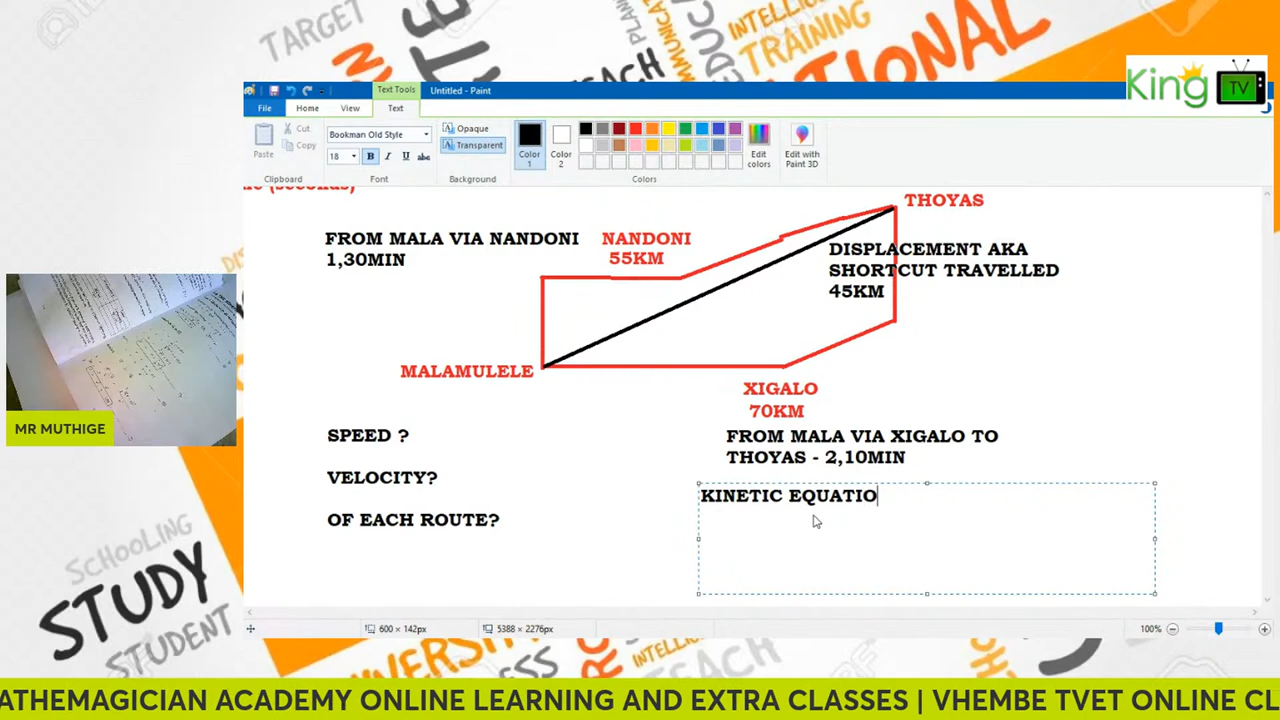 TARGET
TRAINING
King TV
Text Tools
Untitled - Paint
File
Home
View
Text
Paste
Cut
Copy
Clipboard
Bookman Old Style
18
B
I
U
abc
Font
Opaque
Transparent
Background
Color 1
Color 2
Colors
Edit colors
Edit with Paint 3D
(seconds)
THOYAS
FROM MALA VIA NANDONI
1,30MIN
NANDONI
55KM
DISPLACEMENT AKA
SHORTCUT TRAVELLED
45KM
MALAMULELE
XIGALO
70KM
MR MUTHIGE
SPEED ?
VELOCITY?
OF EACH ROUTE?
FROM MALA VIA XIGALO TO
THOYAS - 2,10MIN
KINETIC EQUATIO
SCHOOLING
STUDY
STUDENT
600 × 142px
5388 × 2276px
100%
TEACH
ATHEMAGICIAN ACADEMY ONLINE LEARNING AND EXTRA CLASSES | VHEMBE TVET ONLINE CL